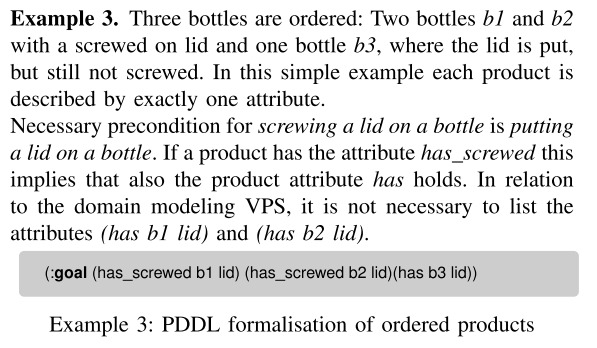 Example 3. Three bottles are ordered: Two bottles b1 and b2
with a screwed on lid and one bottle b3, where the lid is put,
but still not screwed. In this simple example each product is
described by exactly one attribute.
Necessary precondition for screwing a lid on a bottle is putting
a lid on a bottle. If a product has the attribute has_screwed this
implies that also the product attribute has holds. In relation
to the domain modeling VPS, it is not necessary to list the
attributes (has b1 lid) and (has b2 lid).
(:goal (has_screwed b1 lid) (has_screwed b2 lid)(has b3 lid))
Example 3: PDDL formalisation of ordered products